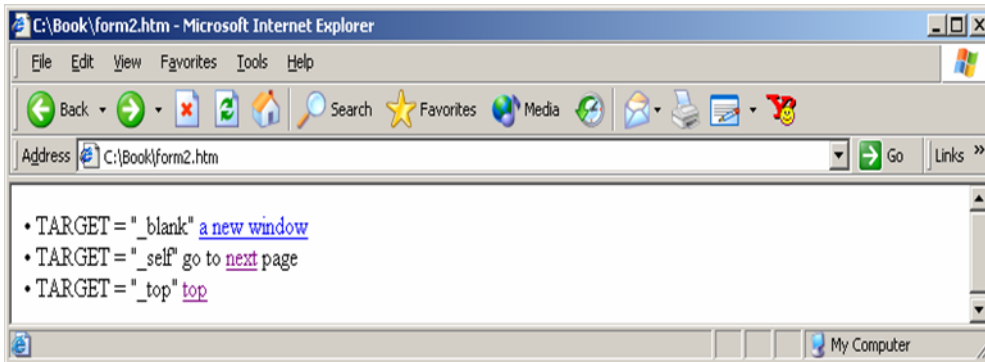 C:\Book\form2.htm - Microsoft Internet Explorer
File Edit View Favorites Tools Help
Back Search Favorites Media
Address C:\Book\form2.htm Go Links »
• TARGET = "_blank" a new window
• TARGET = "_self" go to next page
• TARGET = "_top" top
My Computer